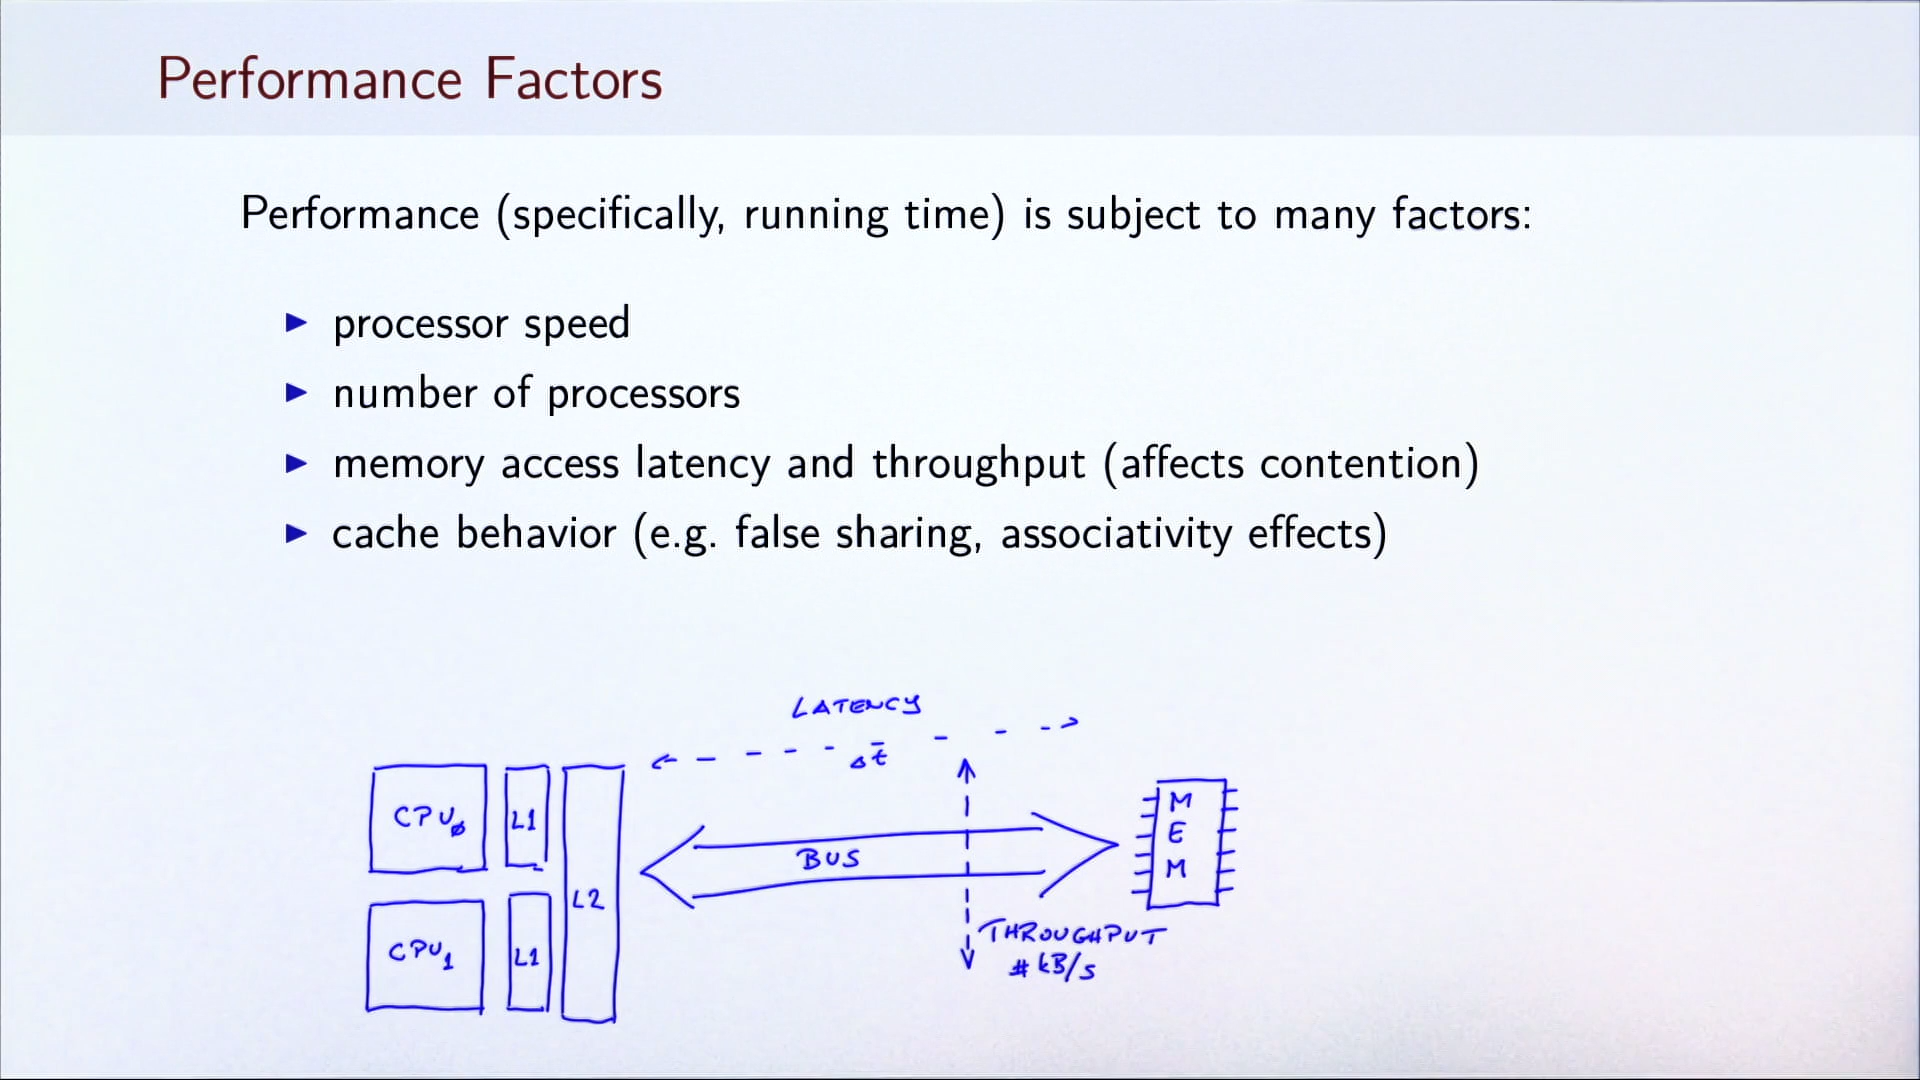 Performance Factors
Performance (specifically, running time) is subject to many factors:
▶ processor speed
▶ number of processors
▶ memory access latency and throughput (affects contention)
▶ cache behavior (e.g. false sharing, associativity effects)
LATENCY
Δt
CPU₀ L1
L2
BUS
MEM
CPU₁ L1
THROUGHPUT
# kB/s